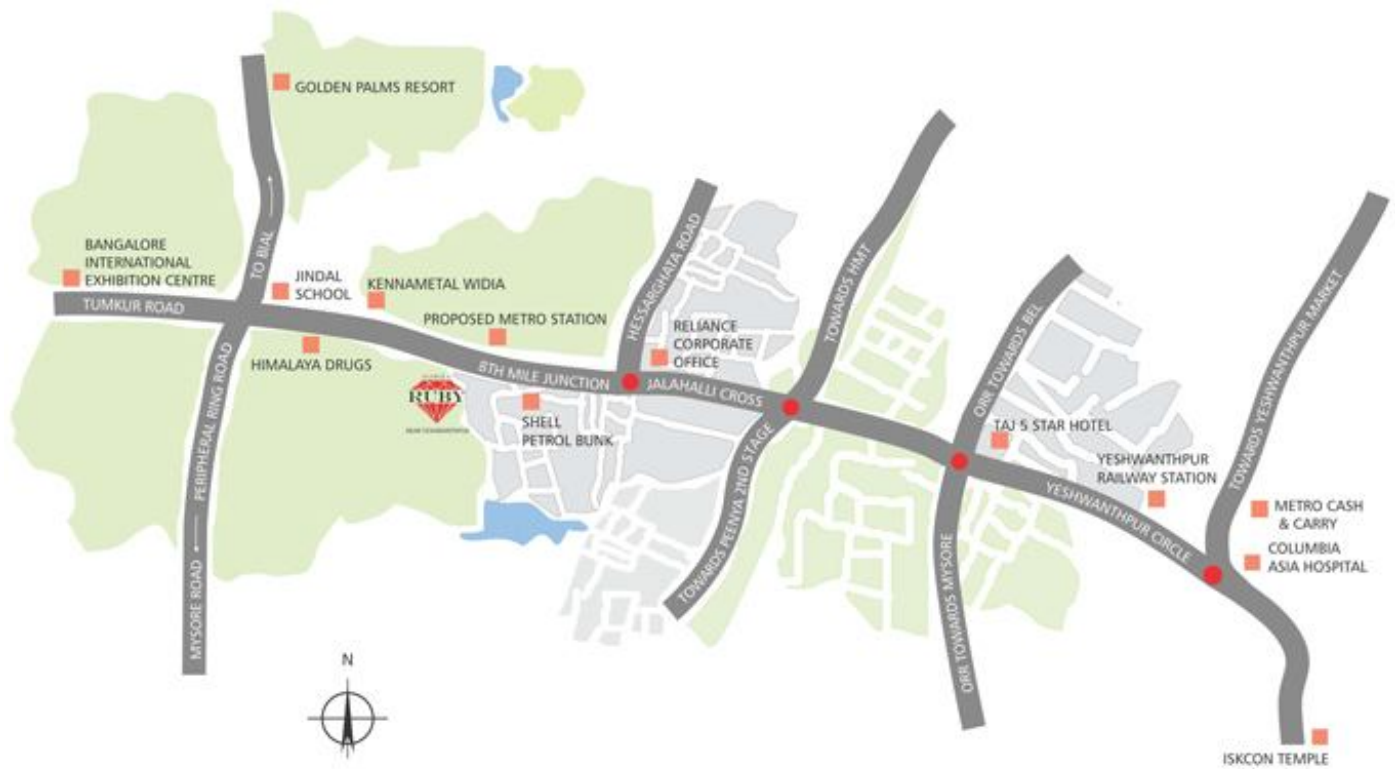 GOLDEN PALMS RESORT
BANGALORE
INTERNATIONAL
EXHIBITION CENTRE
TO BIAL
TUMKUR ROAD
JINDAL
SCHOOL
KENNAMETAL WIDIA
HIMALAYA DRUGS
PROPOSED METRO STATION
PERIPHERAL RING ROAD
MYSORE ROAD
RUBY
8TH MILE JUNCTION
SHELL
PETROL BUNK
HESSARGHATA ROAD
RELIANCE
CORPORATE
OFFICE
JALAHALLI CROSS
TOWARDS HMT
TOWARDS PEENYA 2ND STAGE
ORR TOWARDS BEL
TAJ 5 STAR HOTEL
ORR TOWARDS MYSORE
YESHWANTHPUR
RAILWAY STATION
YESHWANTHPUR CIRCLE
TOWARDS YESHWANTHPUR MARKET
METRO CASH
& CARRY
COLUMBIA
ASIA HOSPITAL
ISKCON TEMPLE
N